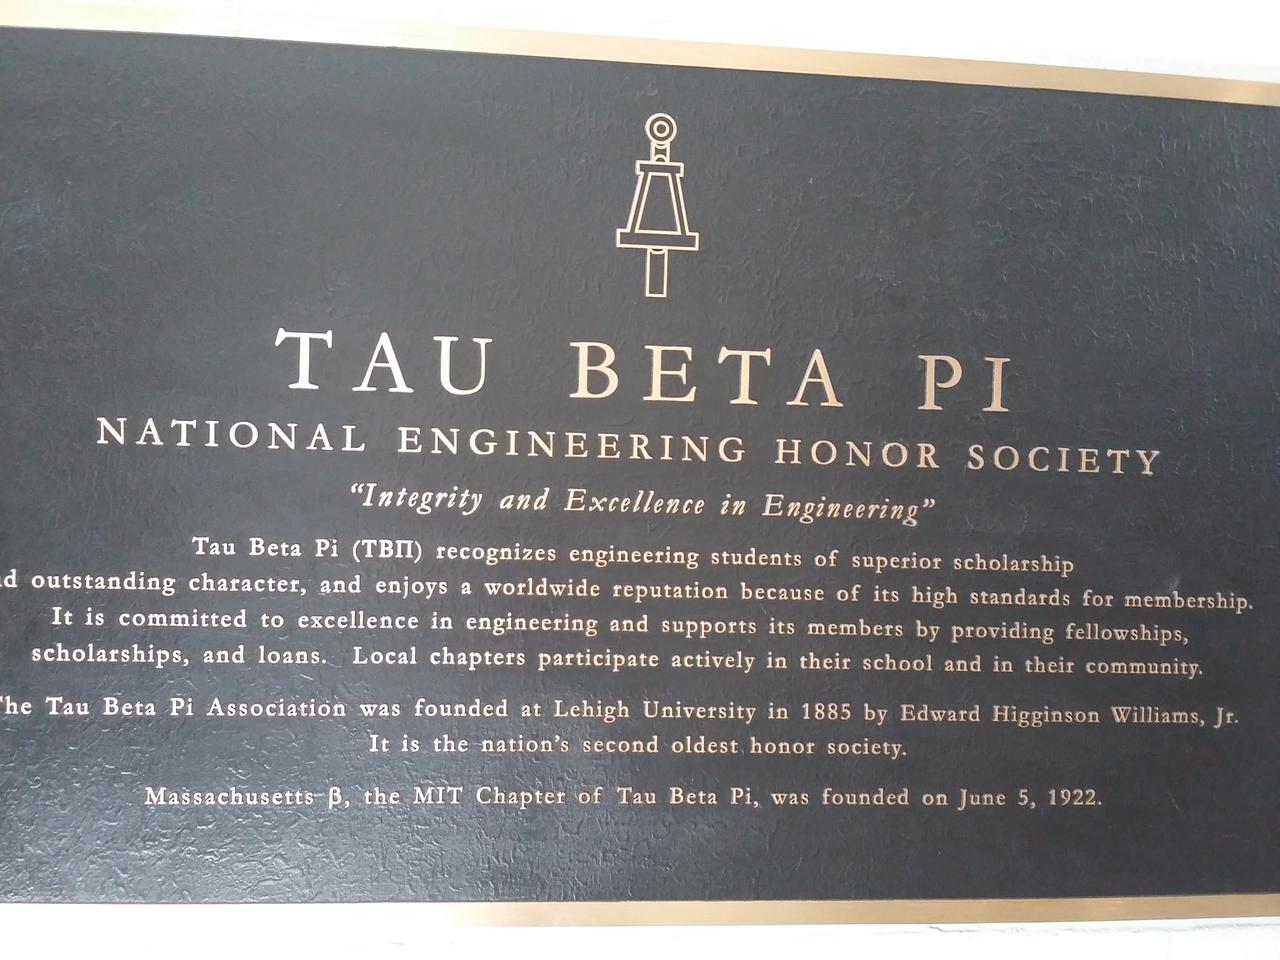 TAU BETA PI
NATIONAL ENGINEERING HONOR SOCIETY
“Integrity and Excellence in Engineering”
Tau Beta Pi (TBΠ) recognizes engineering students of superior scholarship
outstanding character, and enjoys a worldwide reputation because of its high standards for membership.
It is committed to excellence in engineering and supports its members by providing fellowships,
scholarships, and loans. Local chapters participate actively in their school and in their community.
The Tau Beta Pi Association was founded at Lehigh University in 1885 by Edward Higginson Williams, Jr.
It is the nation’s second oldest honor society.
Massachusetts β, the MIT Chapter of Tau Beta Pi, was founded on June 5, 1922.